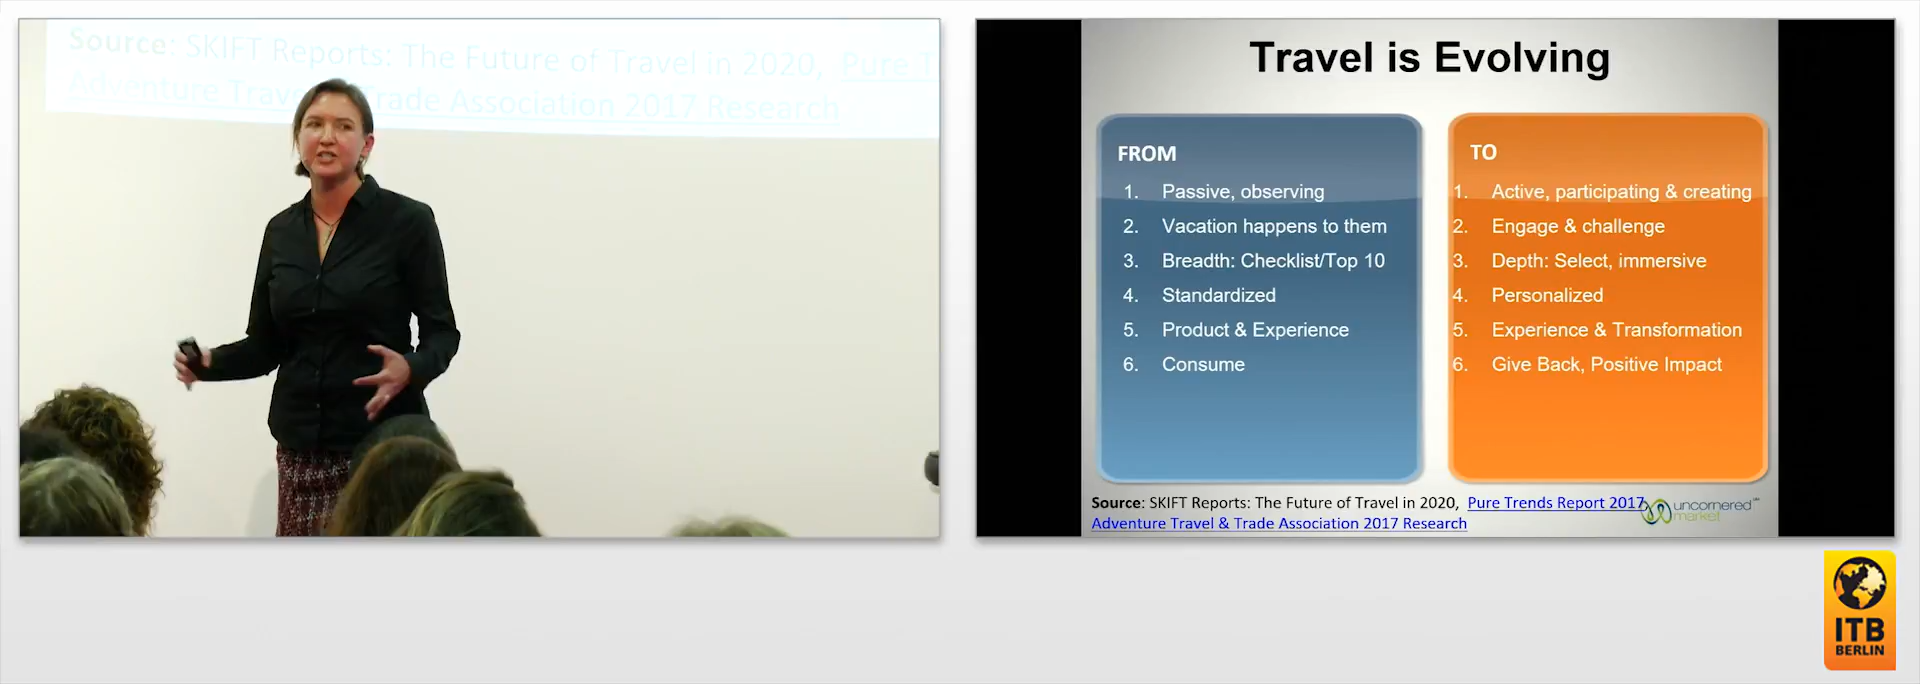 Source: SKIFT Reports: The Future of Travel in 2020, Pure T
Adventure Trave Trade Association 2017 Research
Travel is Evolving
FROM
1. Passive, observing
2. Vacation happens to them
3. Breadth: Checklist/Top 10
4. Standardized
5. Product & Experience
6. Consume
TO
1. Active, participating & creating
2. Engage & challenge
3. Depth: Select, immersive
4. Personalized
5. Experience & Transformation
6. Give Back, Positive Impact
Source: SKIFT Reports: The Future of Travel in 2020, Pure Trends Report 2017,
Adventure Travel & Trade Association 2017 Research
uncornered
market
ITB
BERLIN